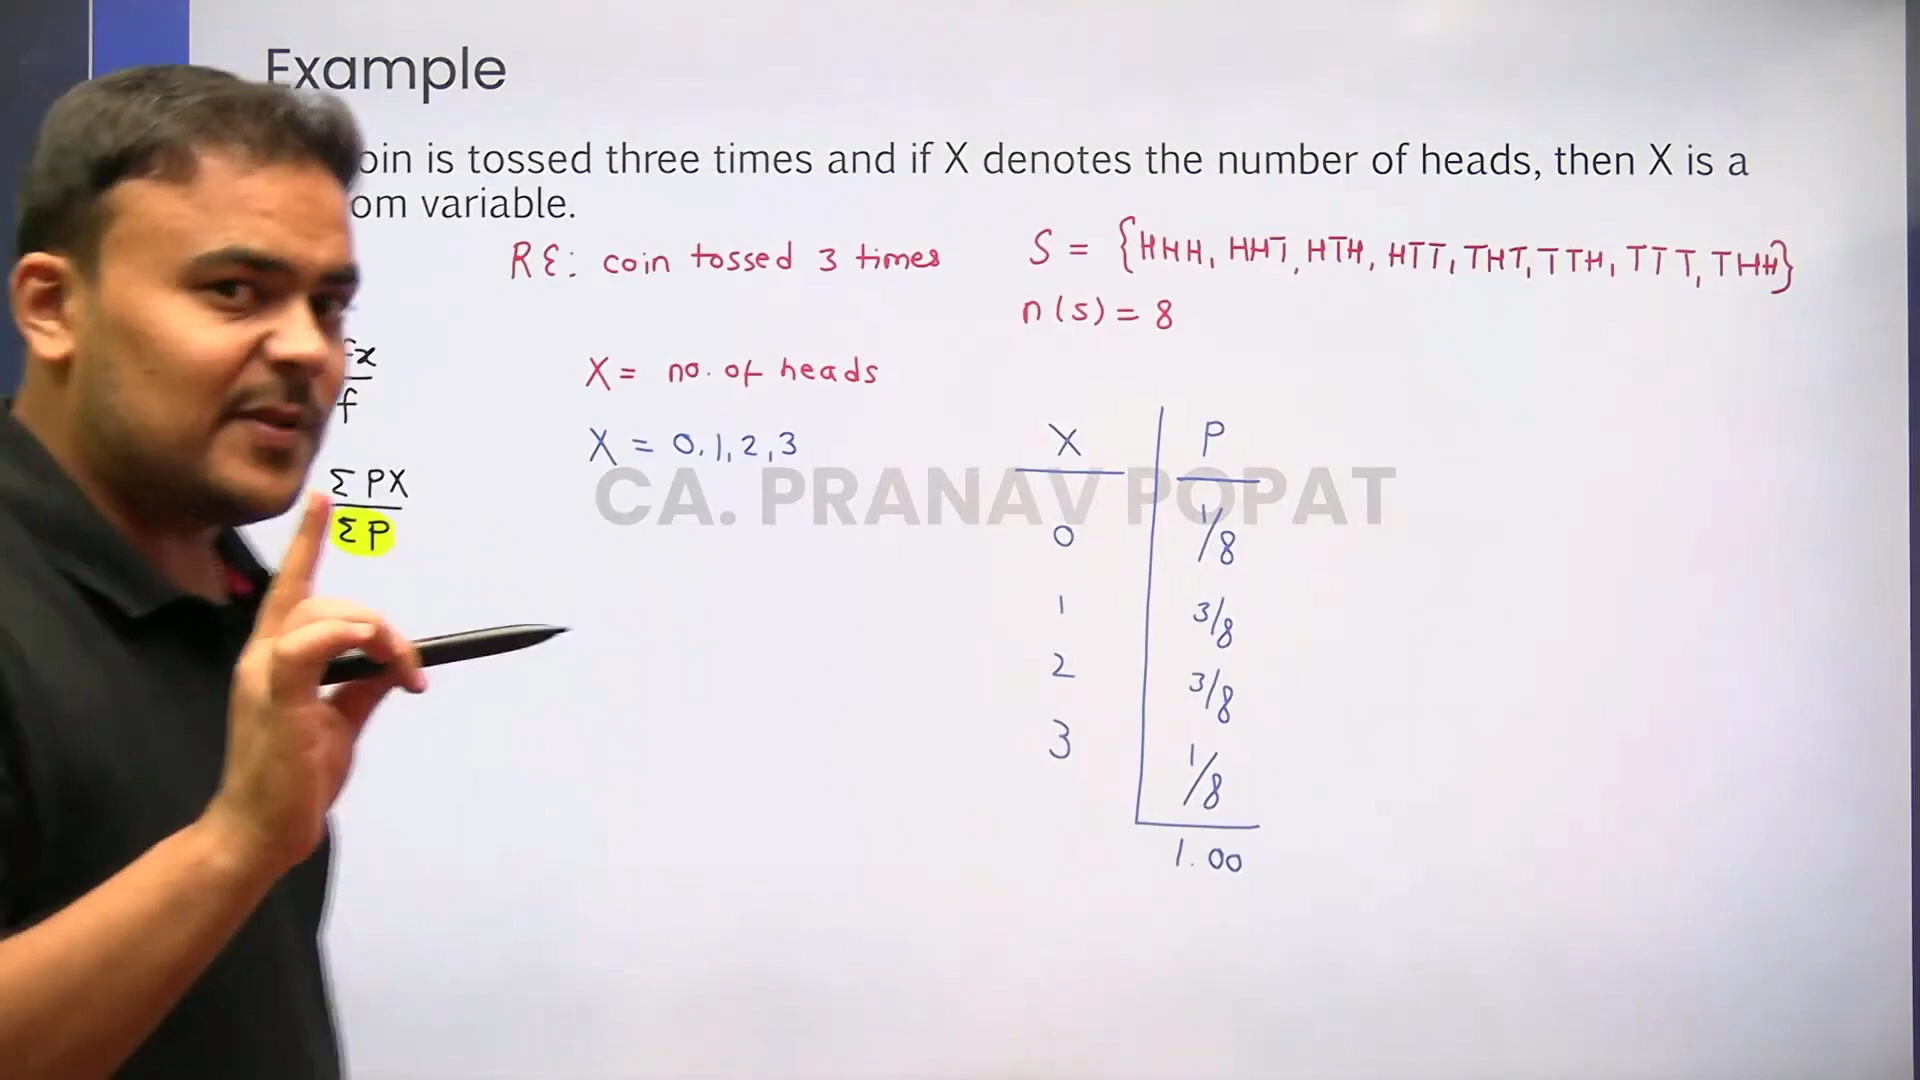 Example
oin is tossed three times and if X denotes the number of heads, then X is a
om variable.
RE: coin tossed 3 times
S = {HHH, HHT, HTH, HTT, THT, TTH, TTT, THH}
n(s) = 8
x
f
X = no. of heads
X = 0, 1, 2, 3
Σ PX
Σ P
CA. PRANAV POPAT
X P
0 1/8
1 3/8
2 3/8
3 1/8
1.00